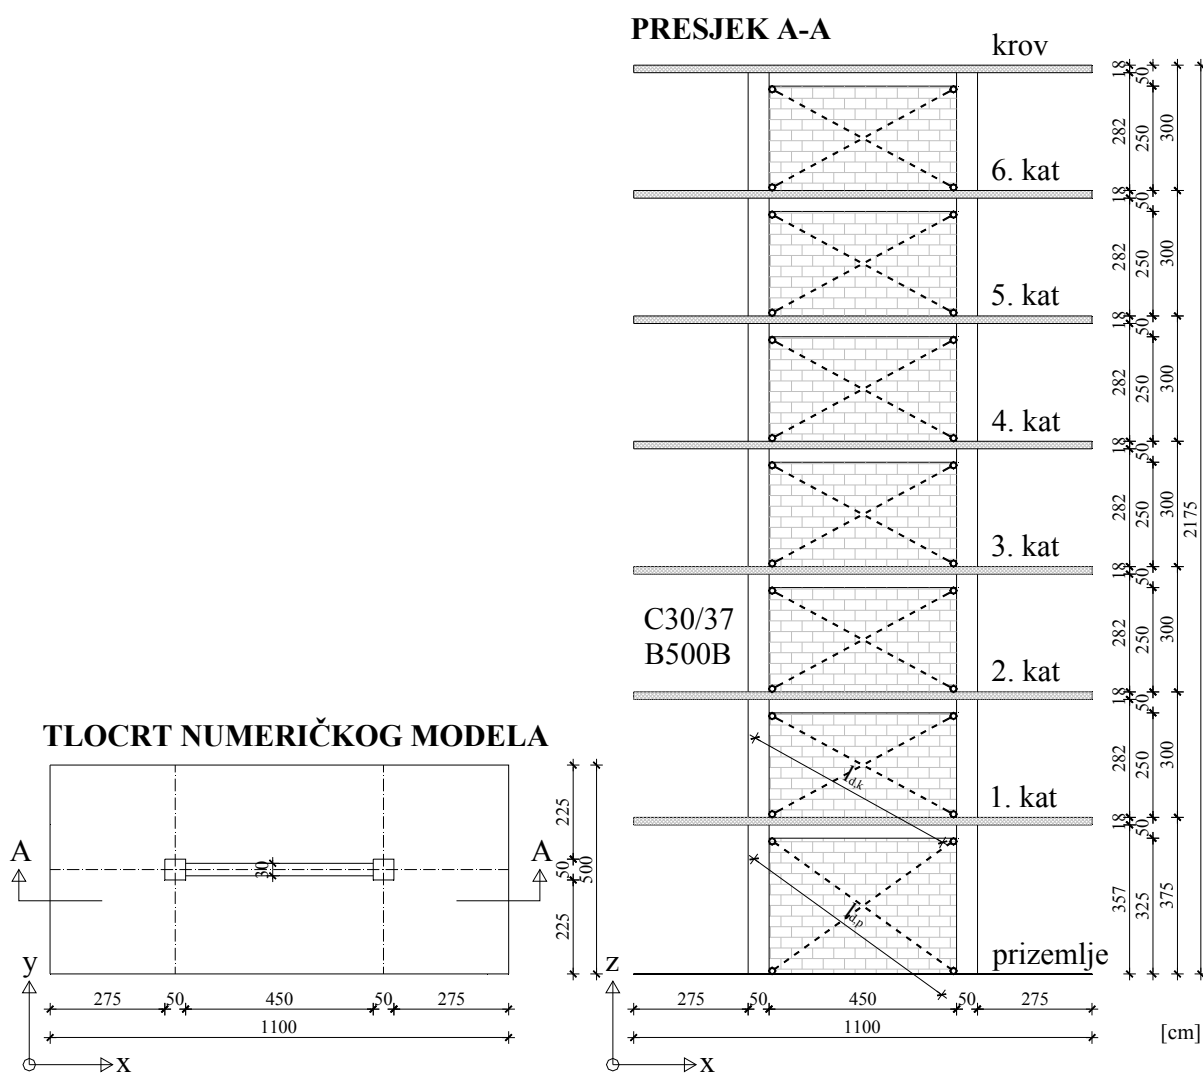 PRESJEK A-A
krov
18
50
282
250
300
6. kat
18
50
282
250
300
5. kat
18
50
282
250
300
4. kat
18
50
282
250
300
2175
3. kat
18
50
C30/37
B500B
282
250
300
2. kat
18
50
TLOCRT NUMERIČKOG MODELA
282
250
300
l d,k
1. kat
18
50
225
A
A
30
50
500
225
357
325
375
l d,p
prizemlje
y
z
275
50
450
50
275
1100
x
275
50
450
50
275
1100
x
[cm]